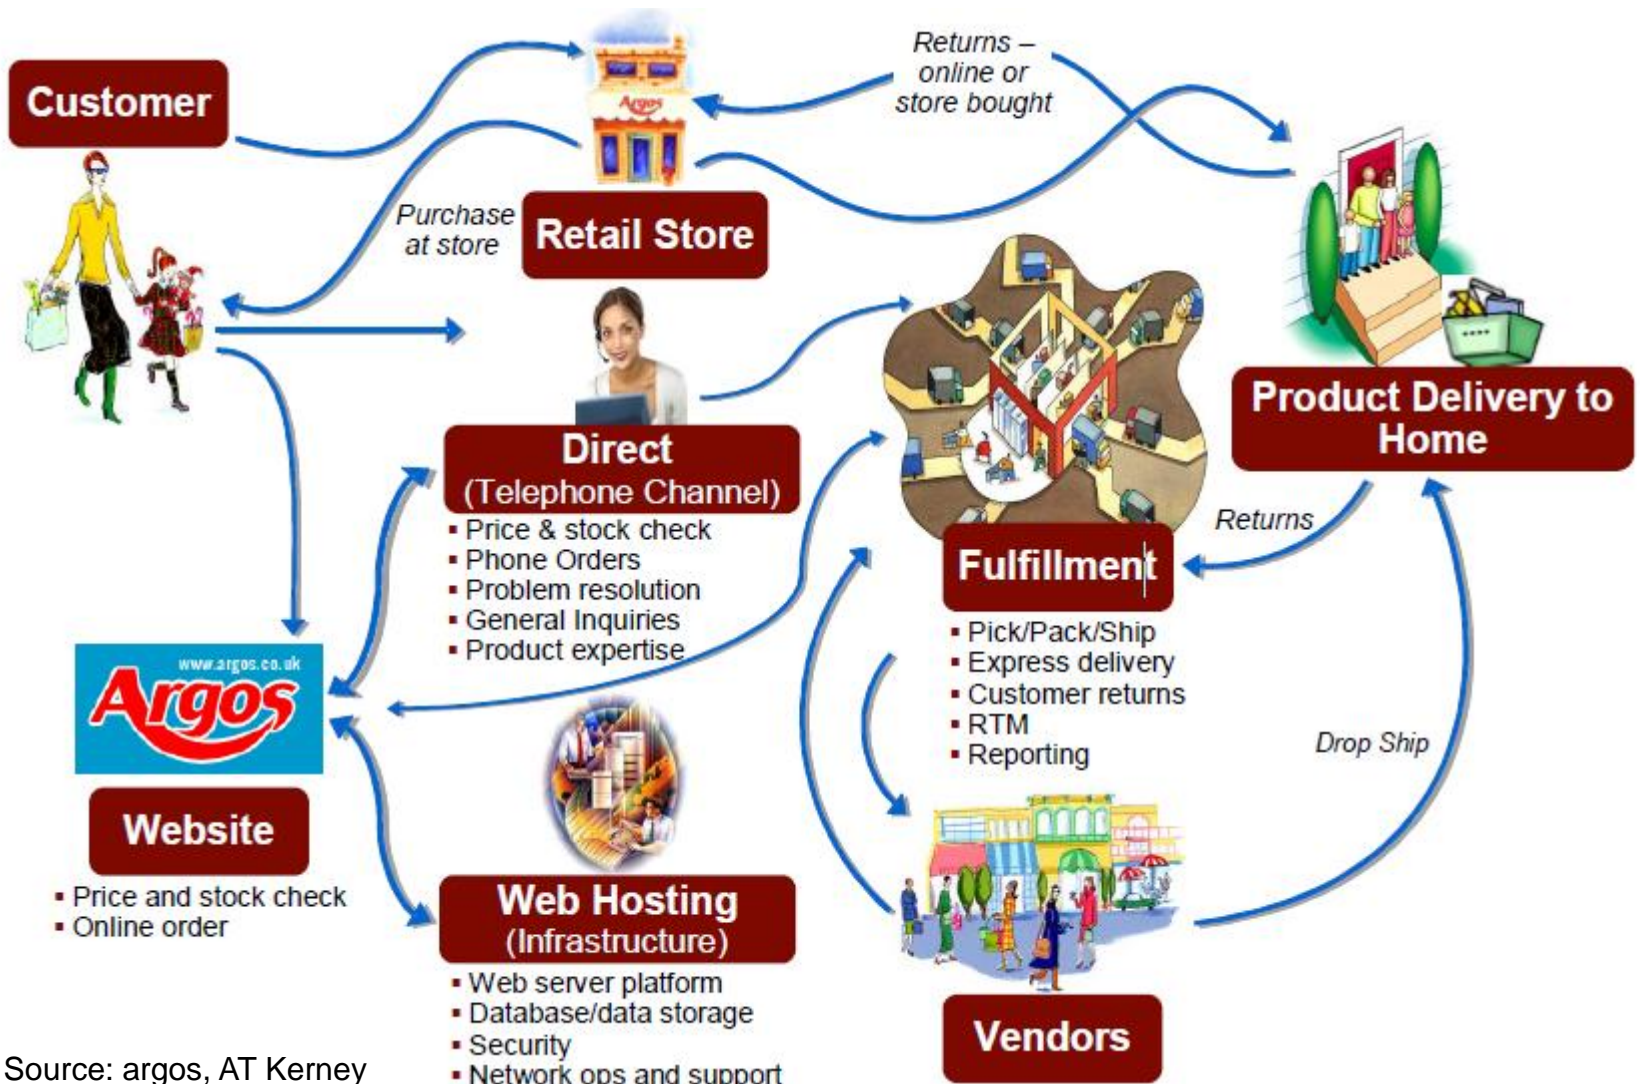 Customer
Argos
Returns –
online or
store bought
Purchase
at store
Retail Store
Product Delivery to
Home
Direct
(Telephone Channel)
▪ Price & stock check
▪ Phone Orders
▪ Problem resolution
▪ General Inquiries
▪ Product expertise
Returns
Fulfillment
▪ Pick/Pack/Ship
▪ Express delivery
▪ Customer returns
▪ RTM
▪ Reporting
Drop Ship
www.argos.co.uk
Argos
Website
▪ Price and stock check
▪ Online order
Web Hosting
(Infrastructure)
▪ Web server platform
▪ Database/data storage
▪ Security
▪ Network ops and support
Vendors
Source: argos, AT Kerney